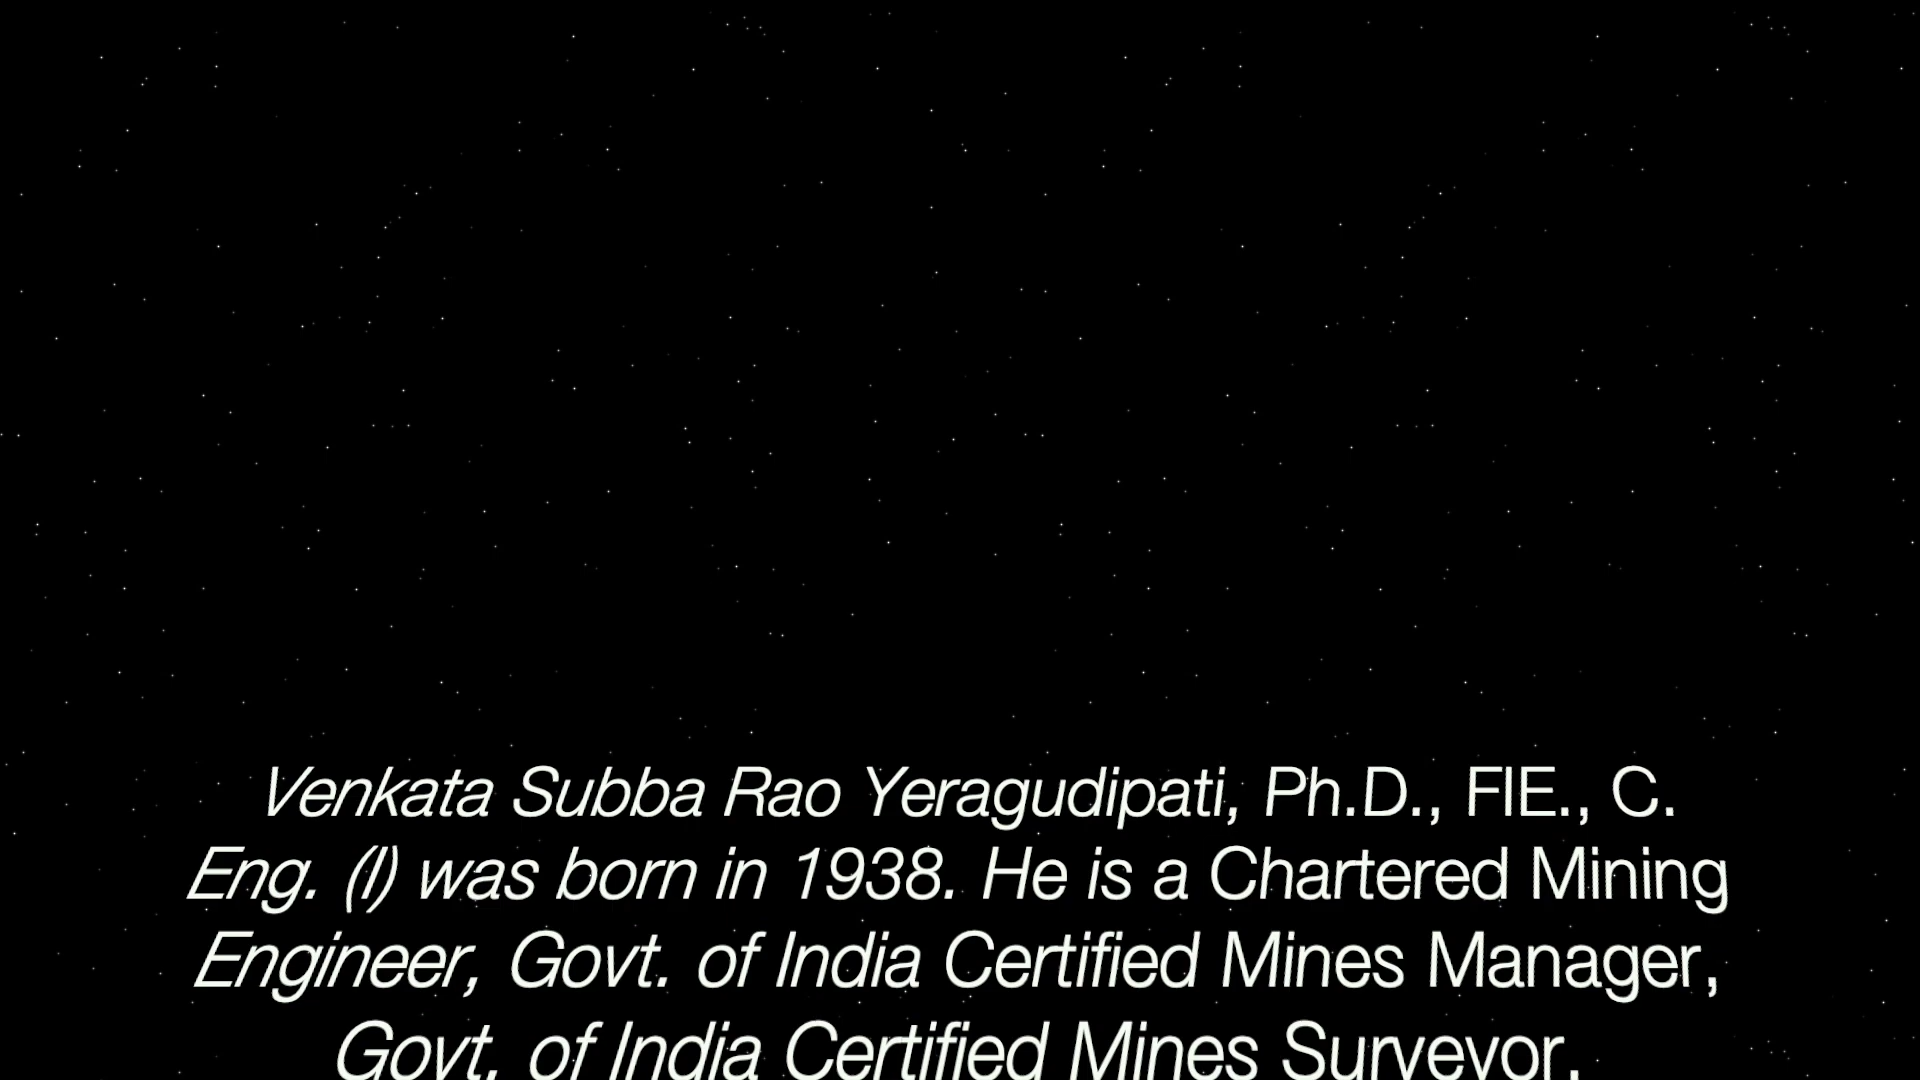 Venkata Subba Rao Yeragudipati, Ph.D., FIE., C.
Eng. (I) was born in 1938. He is a Chartered Mining
Engineer, Govt. of India Certified Mines Manager,
Govt. of India Certified Mines Surveyor.